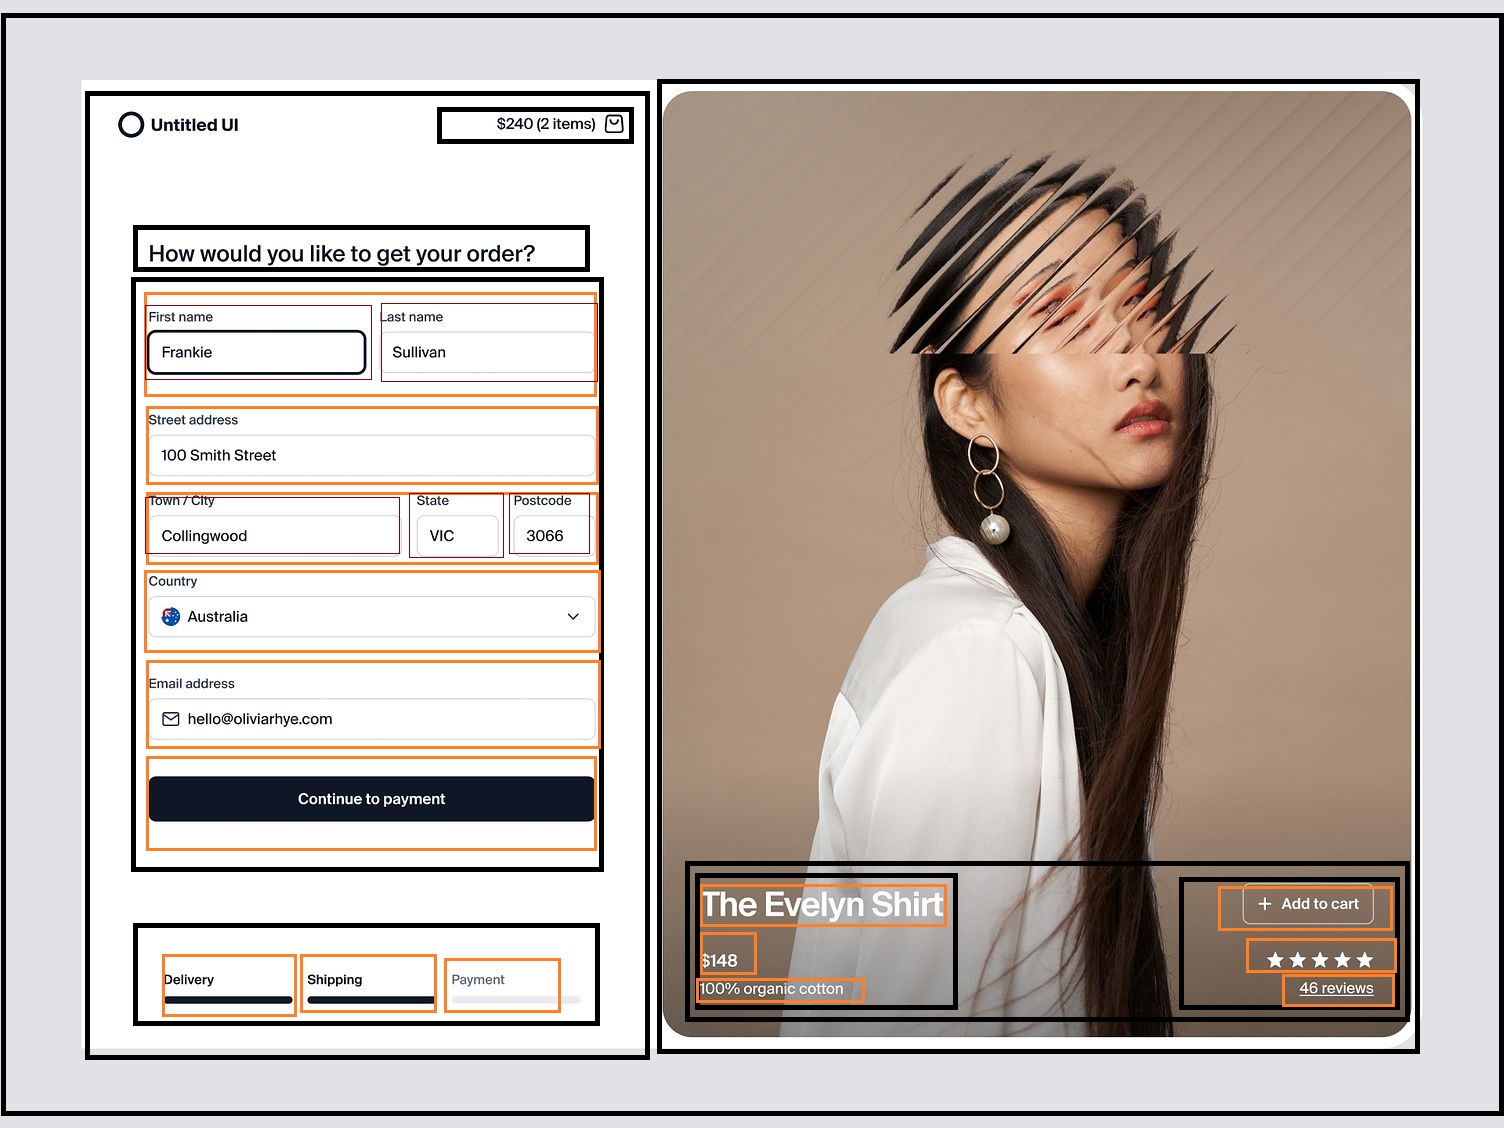 Untitled UI
$240 (2 items)
How would you like to get your order?
First name
Last name
Frankie
Sullivan
Street address
100 Smith Street
Town / City
State
Postcode
Collingwood
VIC
3066
Country
Australia
Email address
hello@oliviarhye.com
Continue to payment
Delivery
Shipping
Payment
The Evelyn Shirt
$148
100% organic cotton
+ Add to cart
46 reviews